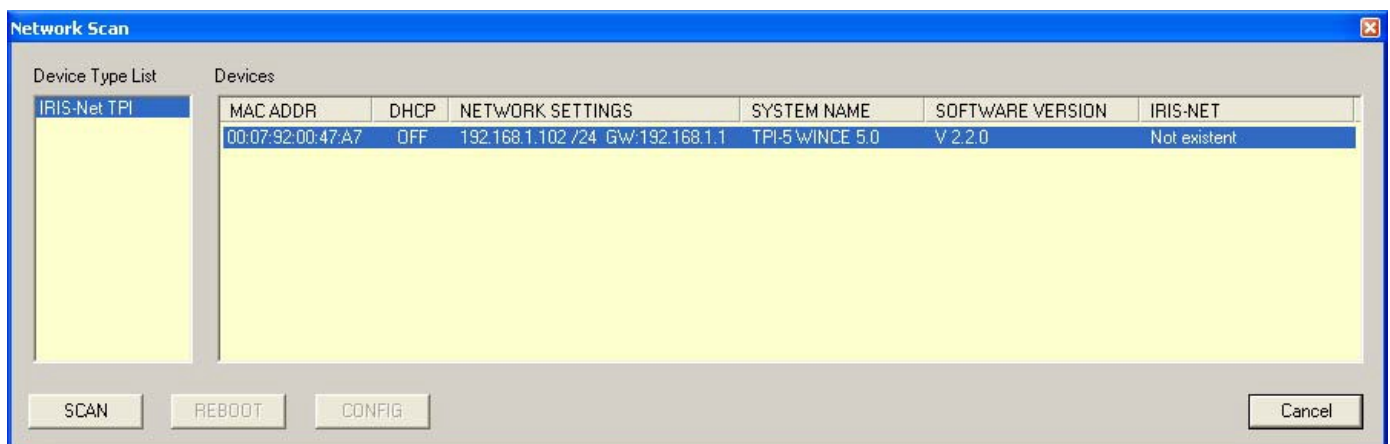 Network Scan
Device Type List Devices
IRIS-Net TPI MAC ADDR DHCP NETWORK SETTINGS SYSTEM NAME SOFTWARE VERSION IRIS-NET
00:07:92:00:47:A7 OFF 192.168.1.102 /24 GW:192.168.1.1 TPI-5 WINCE 5.0 V 2.2.0 Not existent
SCAN REBOOT CONFIG Cancel